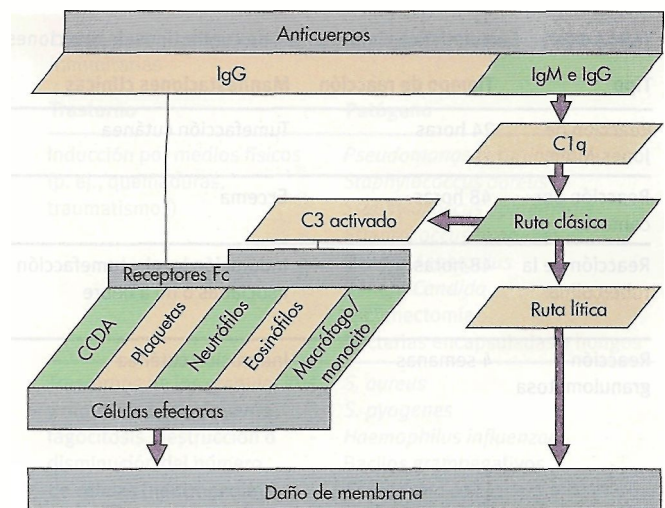 Anticuerpos
IgG
IgM e IgG
C1q
C3 activado
Ruta clásica
Receptores Fc
Ruta lítica
CCDA
Plaquetas
Neutrófilos
Eosinófilos
Macrófago/
monocito
Células efectoras
Daño de membrana